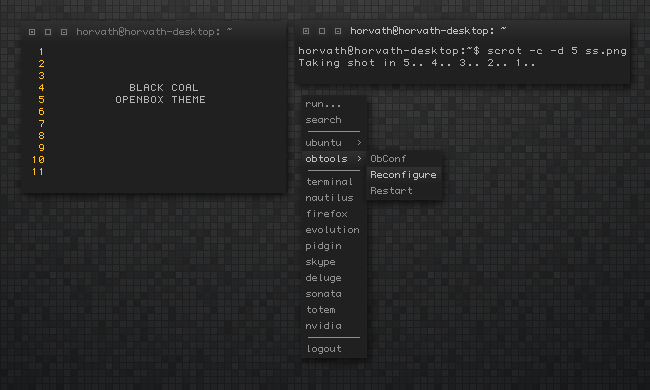 horvath@horvath-desktop: ~
1
2
3
4 BLACK COAL
5 OPENBOX THEME
6
7
8
9
10
11
horvath@horvath-desktop: ~
horvath@horvath-desktop:~$ scrot -c -d 5 ss.png
Taking shot in 5.. 4.. 3.. 2.. 1..
run...
search
ubuntu >
obtools >
ObConf
Reconfigure
Restart
terminal
nautilus
firefox
evolution
pidgin
skype
deluge
sonata
totem
nvidia
logout